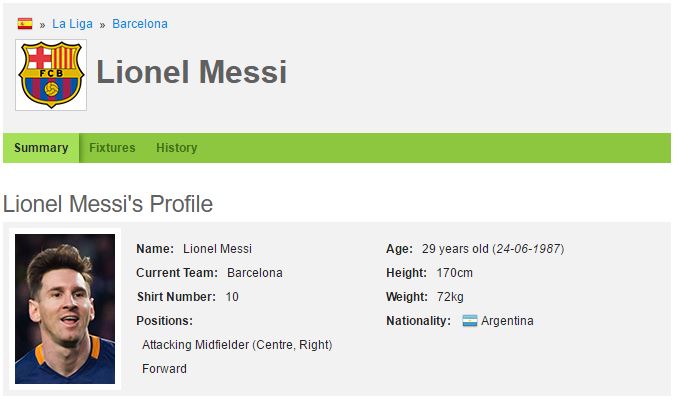 » La Liga » Barcelona
FCB
Lionel Messi
Summary Fixtures History
Lionel Messi's Profile
Name: Lionel Messi Age: 29 years old (24-06-1987)
Current Team: Barcelona Height: 170cm
Shirt Number: 10 Weight: 72kg
Positions: Nationality: Argentina
Attacking Midfielder (Centre, Right)
Forward